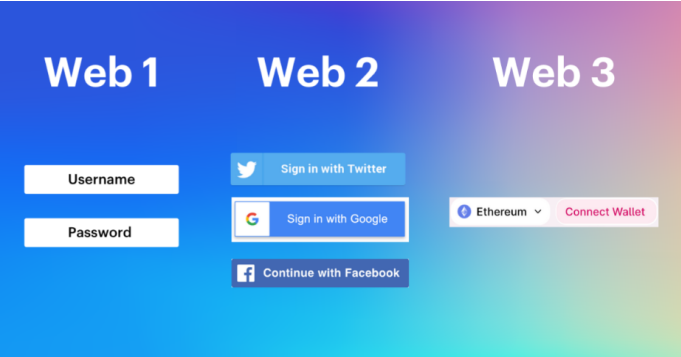 Web 1
Web 2
Web 3
Username
Password
Sign in with Twitter
Sign in with Google
Continue with Facebook
Ethereum Connect Wallet